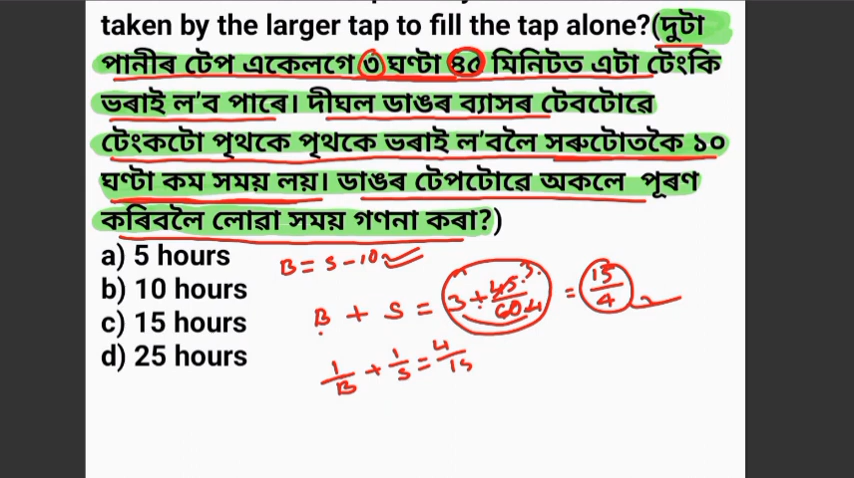 taken by the larger tap to fill the tap alone?(দুটা
পানীৰ টেপ একেলগে ৩ ঘণ্টা ৪৫ মিনিটত এটা টেংকি
ভৰাই ল'ব পাৰে। দীঘল ডাঙৰ ব্যাসৰ টেবটোৱে
টেংকটো পৃথকে পৃথকে ভৰাই ল'বলৈ সৰুটোতকৈ ১০
ঘণ্টা কম সময় লয়। ডাঙৰ টেপটোৱে অকলে পূৰণ
কৰিবলৈ লোৱা সময় গণনা কৰা?)
a) 5 hours
B = S - 10
b) 10 hours
B + S = 3 + 45/60 3 4 = 15/4
c) 15 hours
d) 25 hours
1/B + 1/S = 4/15